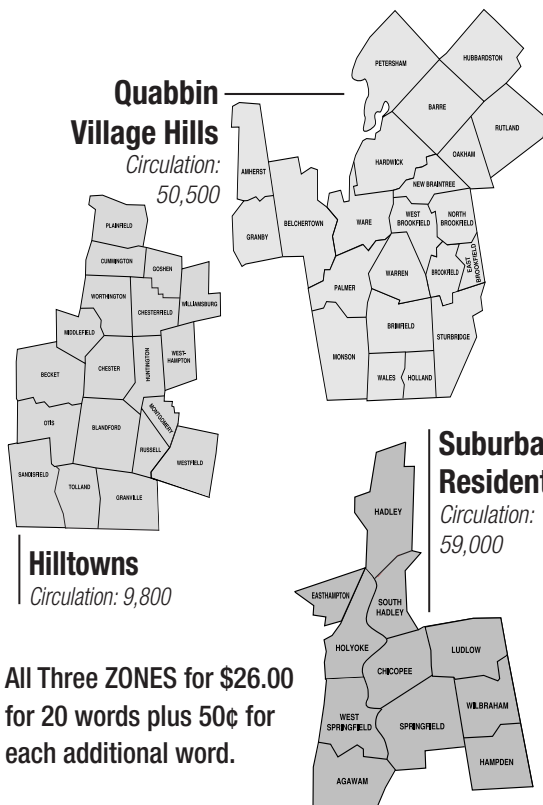 Quabbin
Village Hills
Circulation:
50,500
PETERSHAM
HUBBARDSTON
BARRE
RUTLAND
HARDWICK
OAKHAM
NEW BRAINTREE
AMHERST
GRANBY
BELCHERTOWN
WARE
WEST
BROOKFIELD
NORTH
BROOKFIELD
PALMER
WARREN
BROOKFIELD
EAST
BROOKFIELD
MONSON
BRIMFIELD
STURBRIDGE
WALES
HOLLAND
PLAINFIELD
CUMMINGTON
GOSHEN
WORTHINGTON
CHESTERFIELD
WILLIAMSBURG
MIDDLEFIELD
BECKET
CHESTER
HUNTINGTON
WEST-
HAMPTON
OTIS
BLANDFORD
MONTGOMERY
RUSSELL
WESTFIELD
SANDISFIELD
TOLLAND
GRANVILLE
Hilltowns
Circulation: 9,800
Suburba
Resident
Circulation:
59,000
HADLEY
EASTHAMPTON
SOUTH
HADLEY
HOLYOKE
CHICOPEE
LUDLOW
WEST
SPRINGFIELD
SPRINGFIELD
WILBRAHAM
HAMPDEN
AGAWAM
All Three ZONES for $26.00
for 20 words plus 50¢ for
each additional word.